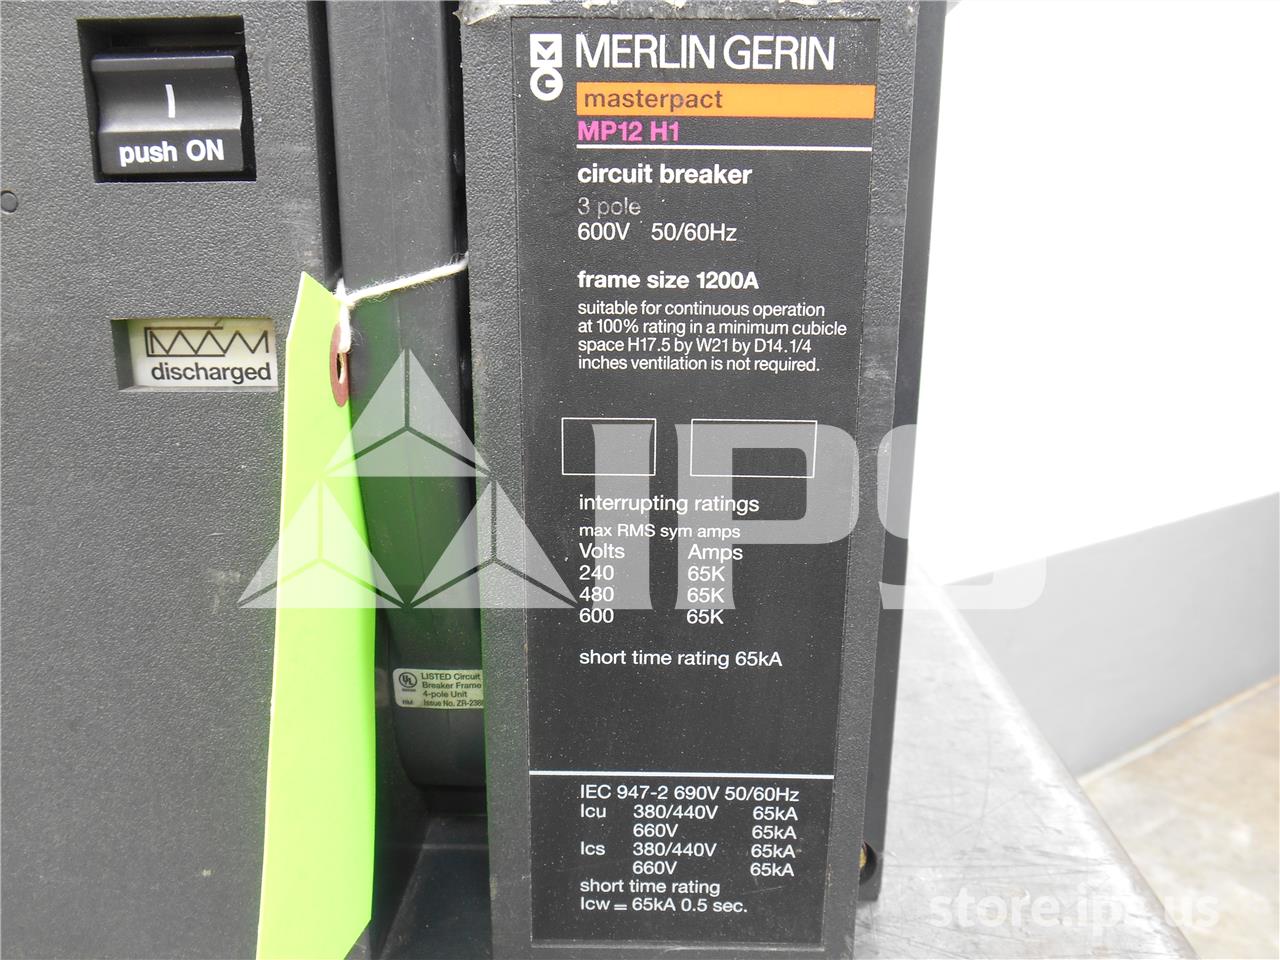 push ON
discharged
MERLIN GERIN
masterpact
MP12 H1
circuit breaker
3 pole
600V 50/60Hz
frame size 1200A
suitable for continuous operation
at 100% rating in a minimum cubicle
space H17.5 by W21 by D14.1/4
inches ventilation is not required.
interrupting ratings
max RMS sym amps
Volts Amps
240 65K
480 65K
600 65K
short time rating 65kA
IEC 947-2 690V 50/60Hz
Icu 380/440V 65kA
660V 65kA
Ics 380/440V 65kA
660V 65kA
short time rating
Icw = 65kA 0.5 sec.
UL LISTED Circuit
Breaker Frame
4-pole Unit
Issue No.
IPS
store.ips.us